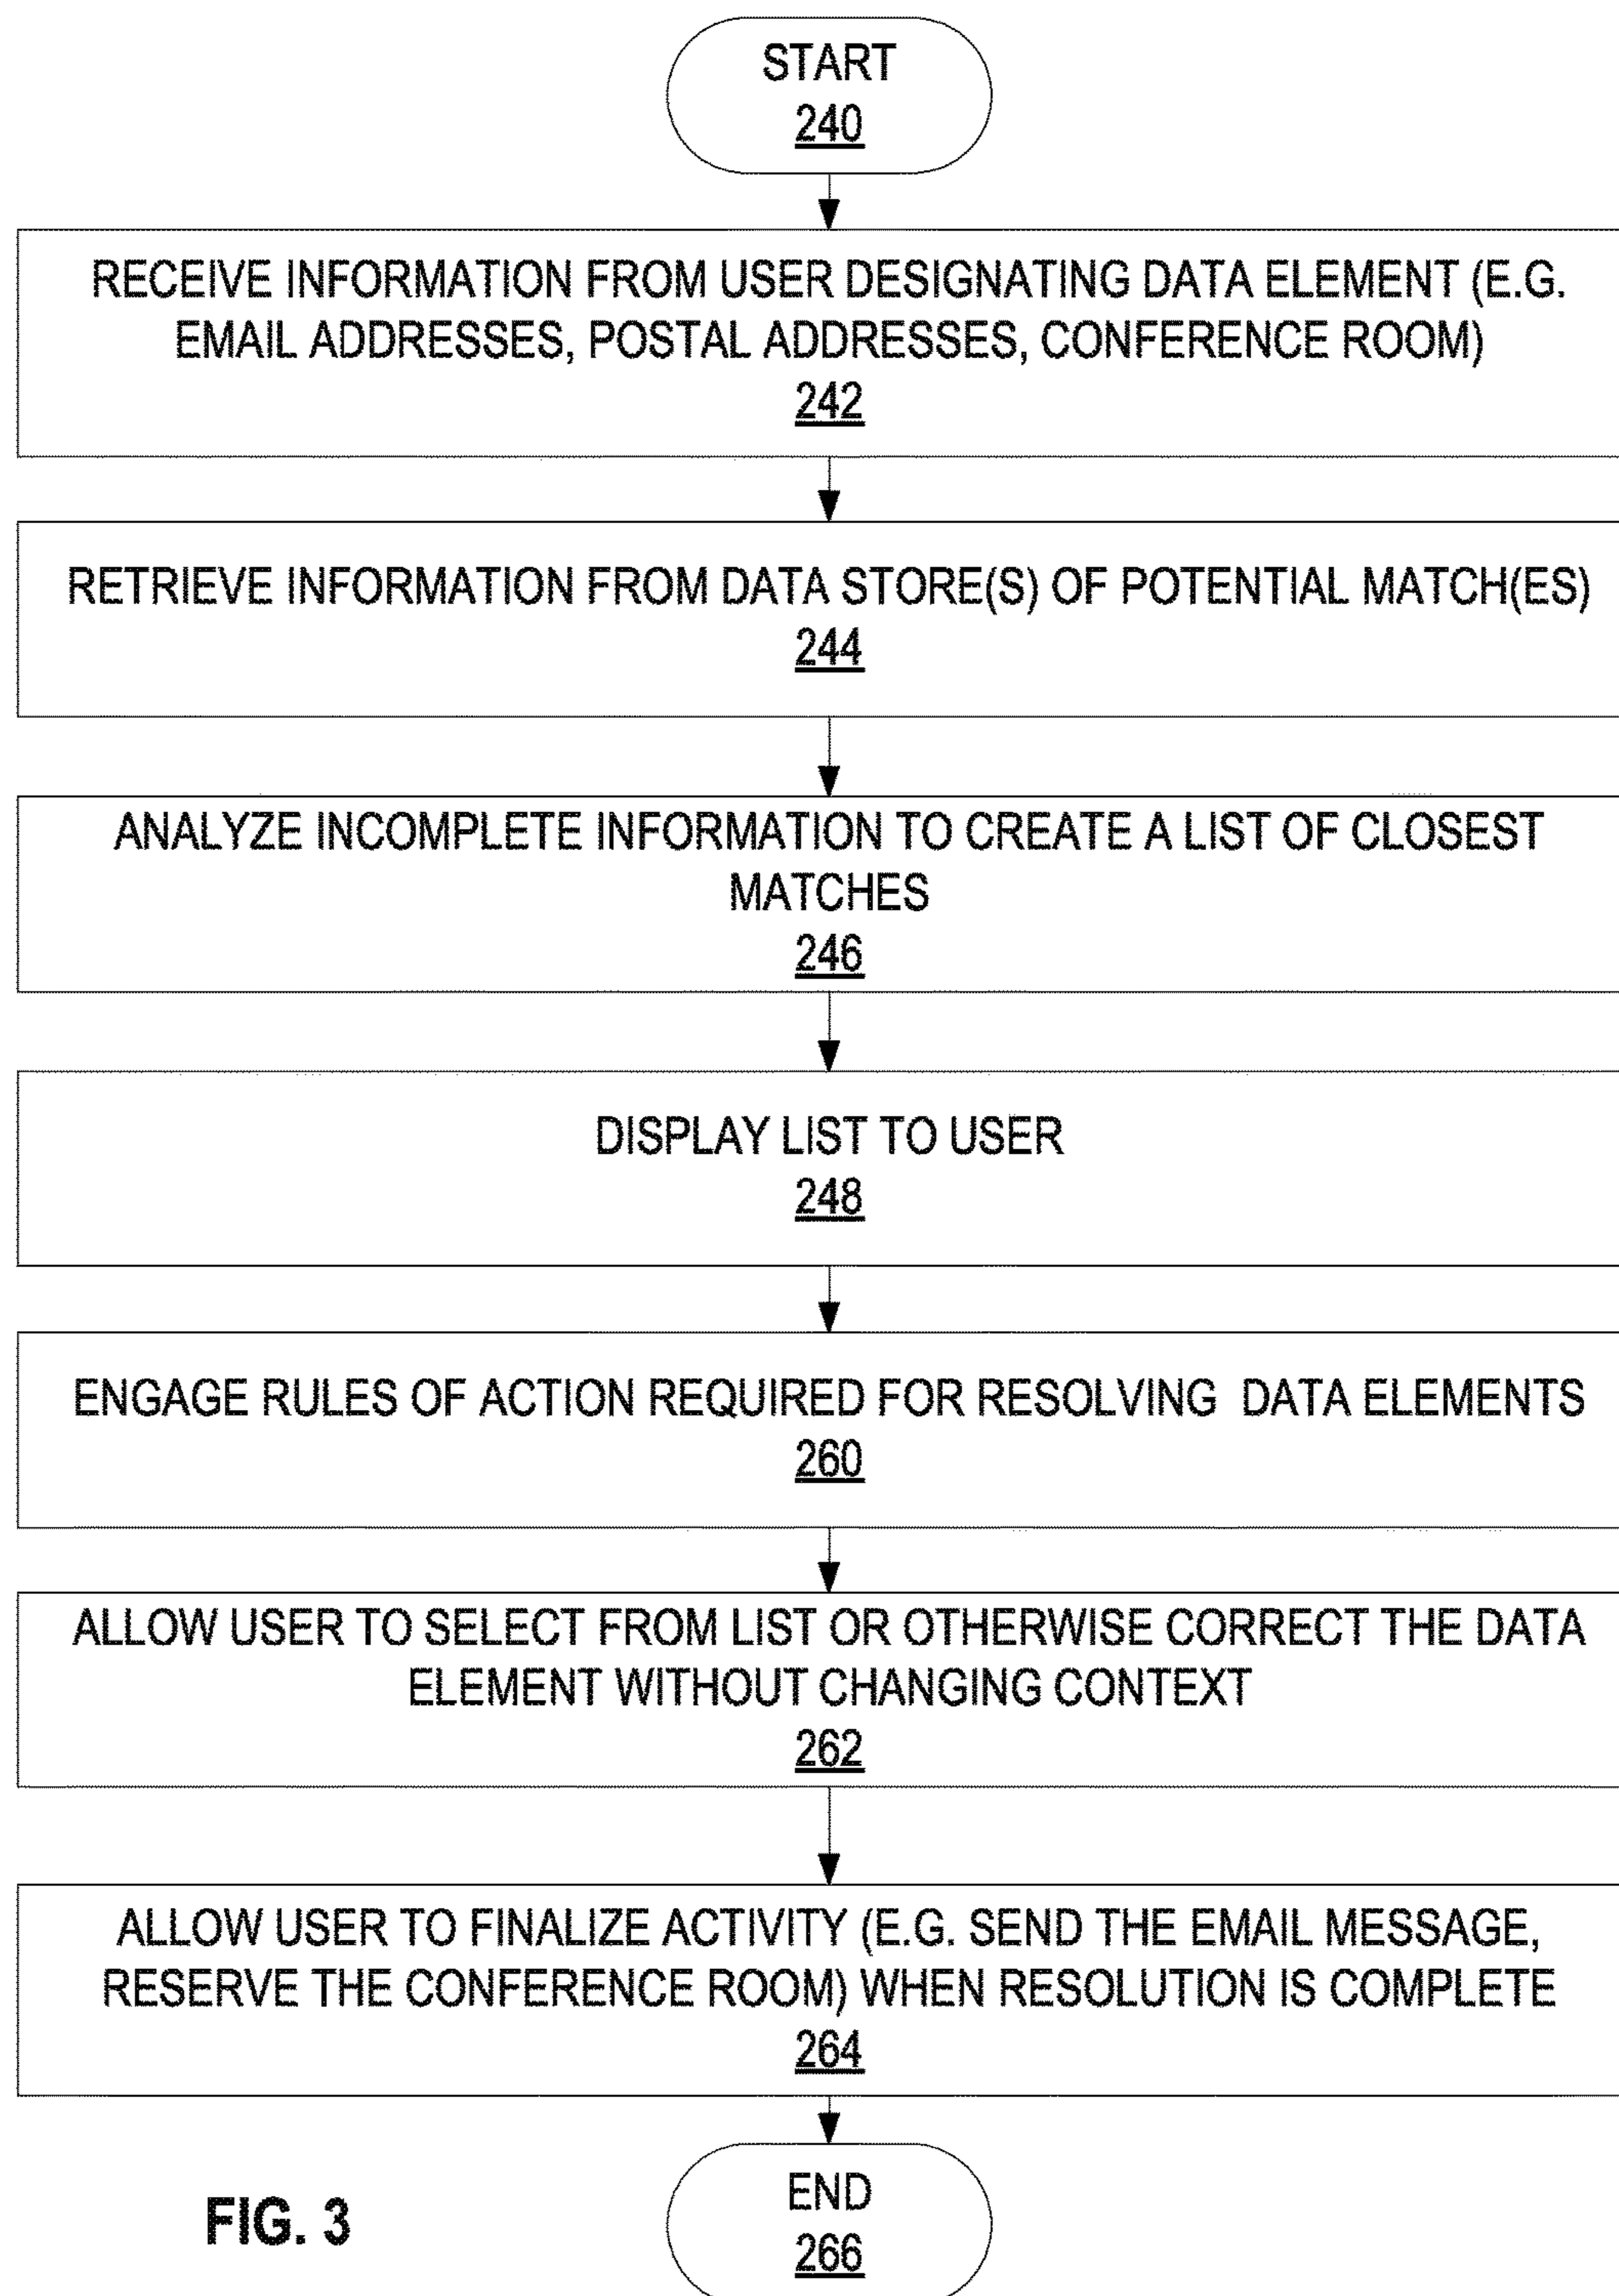 START
240
RECEIVE INFORMATION FROM USER DESIGNATING DATA ELEMENT (E.G.
EMAIL ADDRESSES, POSTAL ADDRESSES, CONFERENCE ROOM)
242
RETRIEVE INFORMATION FROM DATA STORE(S) OF POTENTIAL MATCH(ES)
244
ANALYZE INCOMPLETE INFORMATION TO CREATE A LIST OF CLOSEST
MATCHES
246
DISPLAY LIST TO USER
248
ENGAGE RULES OF ACTION REQUIRED FOR RESOLVING DATA ELEMENTS
260
ALLOW USER TO SELECT FROM LIST OR OTHERWISE CORRECT THE DATA
ELEMENT WITHOUT CHANGING CONTEXT
262
ALLOW USER TO FINALIZE ACTIVITY (E.G. SEND THE EMAIL MESSAGE,
RESERVE THE CONFERENCE ROOM) WHEN RESOLUTION IS COMPLETE
264
END
266
FIG. 3